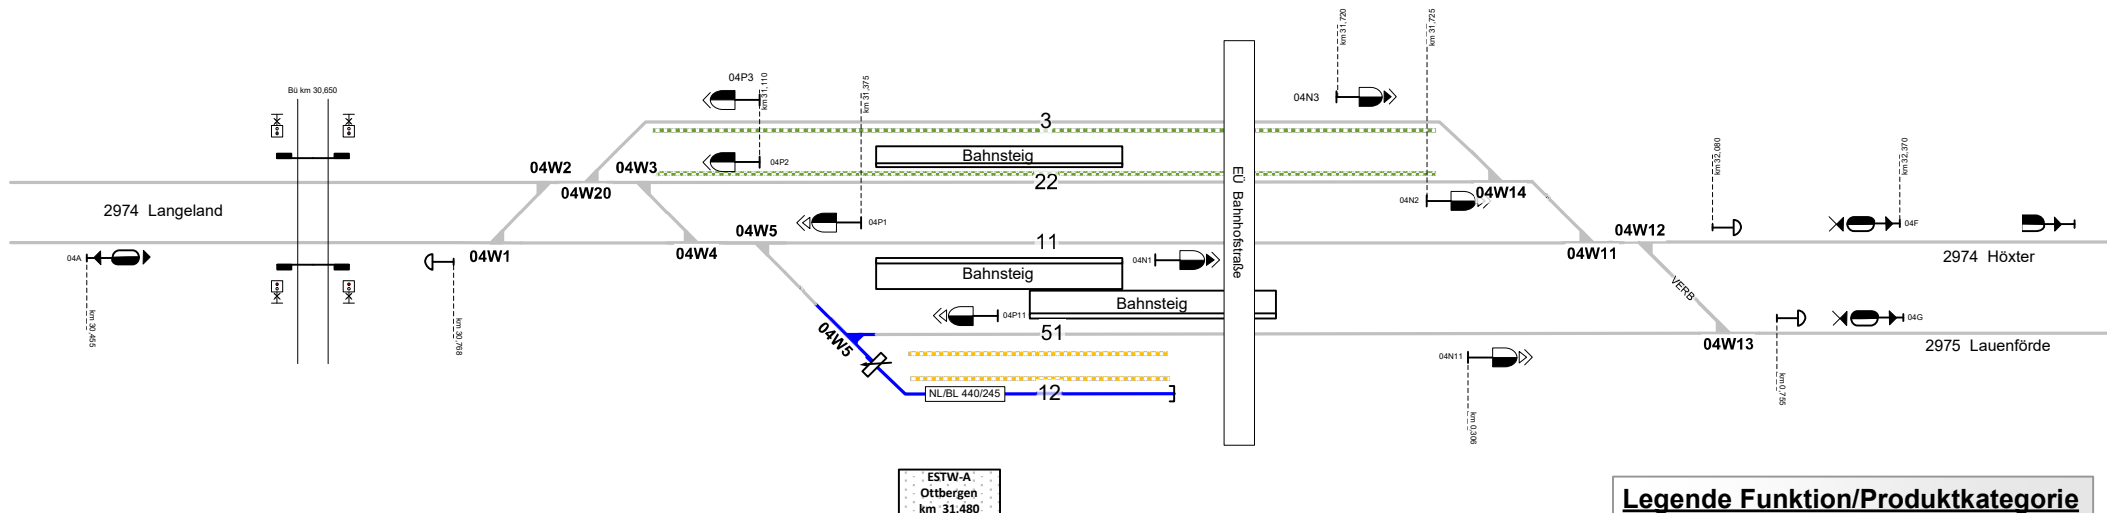 km 31,720
km 31,725
04P3
km 31,110
km 31,375
Bü km 30,650
04N3
3
Bahnsteig
04P2
04W2
04W3
04W20
22
04W14
04N2
km 32,080
km 32,370
2974 Langeland
04P1
04W5
04W12
04F
04A
04W1
04W4
11
04W11
2974 Höxter
04N1
EÜ Bahnhofstraße
Bahnsteig
Bahnsteig
VERB
km 30,455
km 30,768
04P11
04G
04W5
51
04W13
2975 Lauenförde
04N11
km 0,755
NL/BL 440/245
12
km 0,306
ESTW-A
Ottbergen
km 31,480
Legende Funktion/Produktkategorie